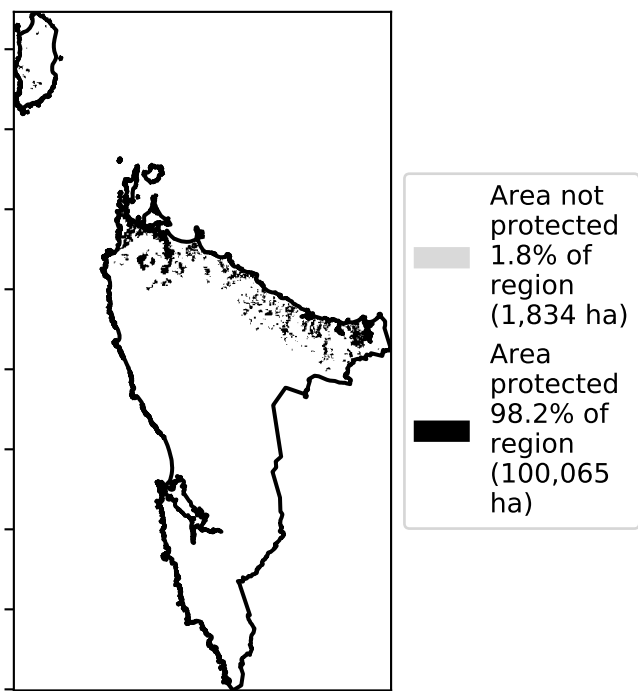 Area not
protected
1.8% of
region
(1,834 ha)
Area
protected
98.2% of
region
(100,065
ha)